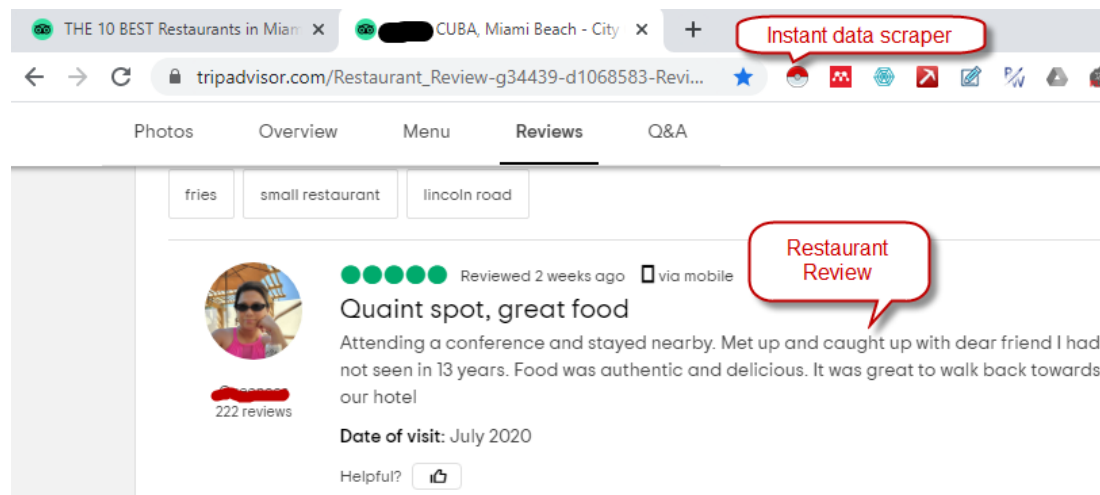 THE 10 BEST Restaurants in Miam
CUBA, Miami Beach - City
Instant data scraper
tripadvisor.com/Restaurant_Review-g34439-d1068583-Revi...
Photos Overview Menu Reviews Q&A
fries small restaurant lincoln road
Restaurant
Review
Reviewed 2 weeks ago via mobile
Quaint spot, great food
Attending a conference and stayed nearby. Met up and caught up with dear friend I had
not seen in 13 years. Food was authentic and delicious. It was great to walk back towards
our hotel
222 reviews
Date of visit: July 2020
Helpful?